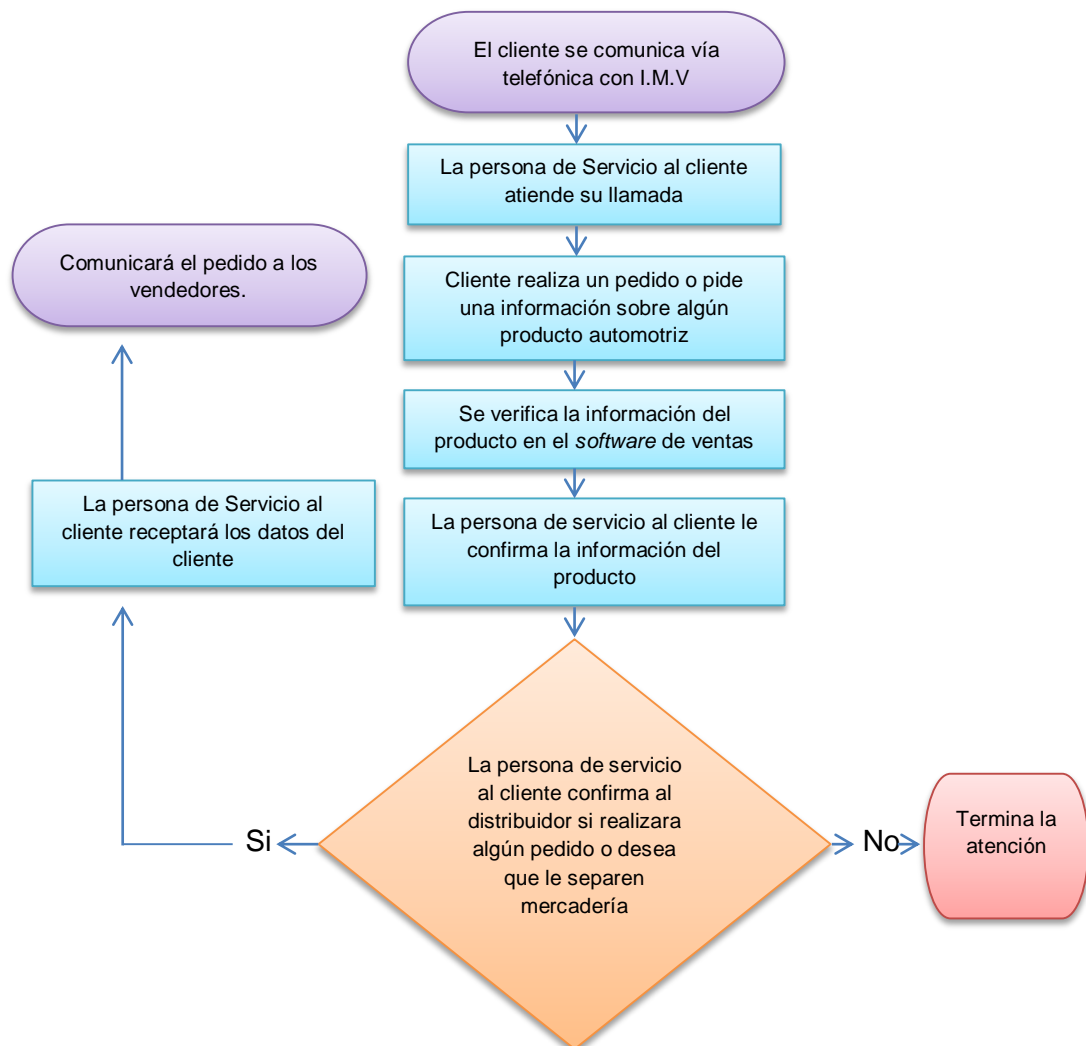 El cliente se comunica vía
telefónica con I.M.V
La persona de Servicio al cliente
atiende su llamada
Cliente realiza un pedido o pide
una información sobre algún
producto automotriz
Se verifica la información del
producto en el software de ventas
La persona de servicio al cliente le
confirma la información del
producto
La persona de servicio
al cliente confirma al
distribuidor si realizara
algún pedido o desea
que le separen
mercadería
Si
La persona de Servicio al
cliente receptará los datos del
cliente
Comunicará el pedido a los
vendedores.
No
Termina la
atención